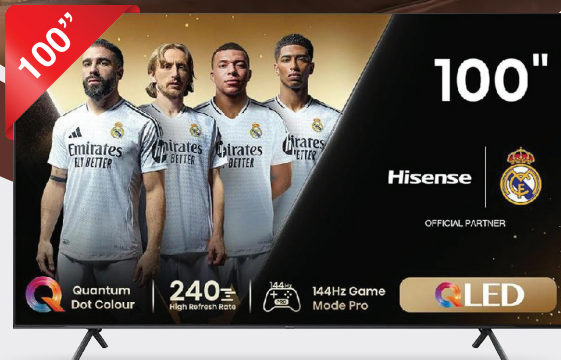 100”
100"
Hisense
OFFICIAL PARTNER
Emirates
FLY BETTER
Emirates
FLY BETTER
Emirates
FLY BETTER
Emirates
FLY BETTER
Quantum
Dot Colour
240
High Refresh Rate
144Hz
PRO
144Hz Game
Mode Pro
QLED